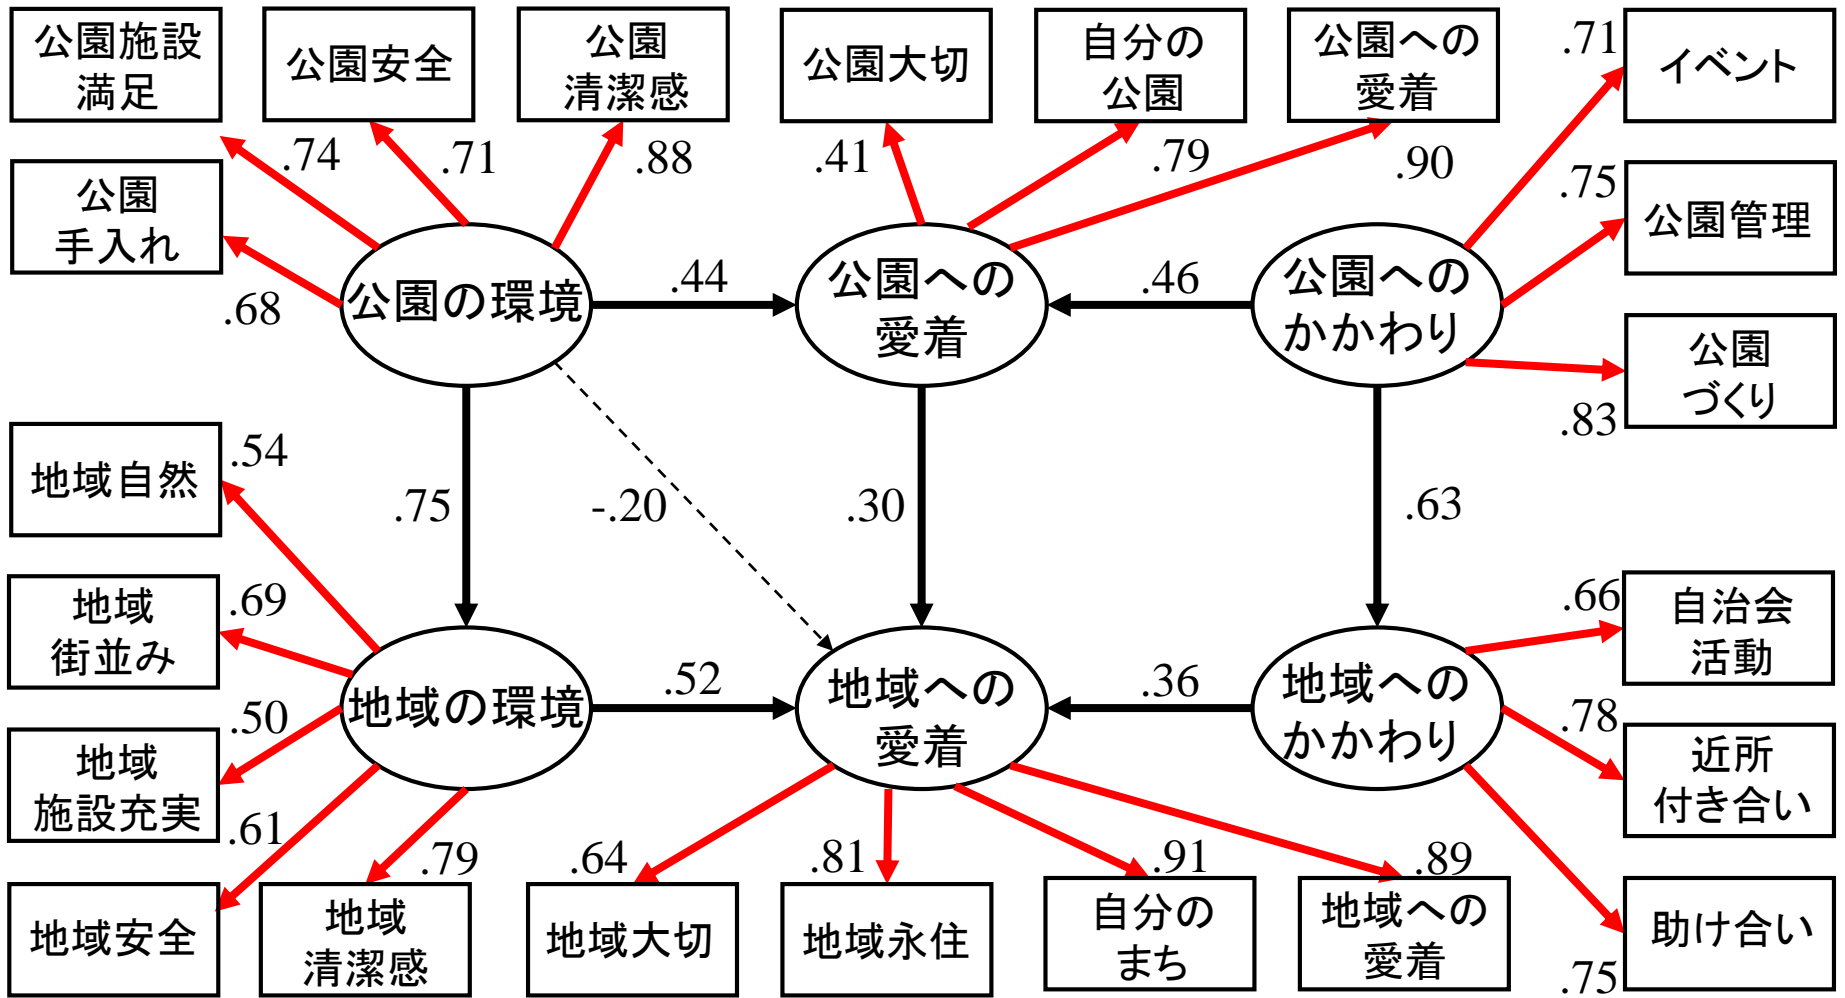 公園施設
満足
公園安全
公園
清潔感
公園大切
自分の
公園
公園への
愛着
イベント
.71
.74
.71
.88
.41
.79
.90
.75
公園
手入れ
公園管理
.68
公園の環境
.44
公園への
愛着
.46
公園への
かかわり
公園
づくり
.83
地域自然
.54
.75
-.20
.30
.63
地域
街並み
.69
.66
自治会
活動
.50
地域の環境
.52
地域への
愛着
.36
地域への
かかわり
.78
地域
施設充実
近所
付き合い
.61
.79
.64
.81
.91
.89
地域安全
地域
清潔感
地域大切
地域永住
自分の
まち
地域への
愛着
助け合い
.75